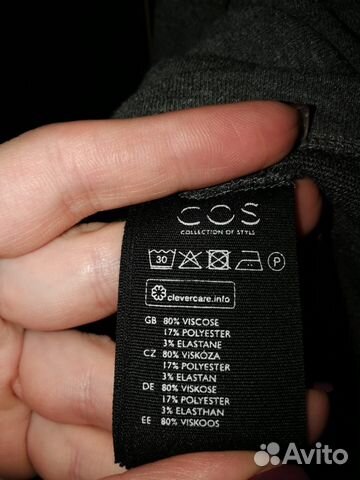 COS
COLLECTION OF STYLE
30 P
clevercare.info
GB 80% VISCOSE
17% POLYESTER
3% ELASTANE
CZ 80% VISKÓZA
17% POLYESTER
3% ELASTAN
DE 80% VISKOSE
17% POLYESTER
3% ELASTHAN
EE 80% VISKOOS
Avito